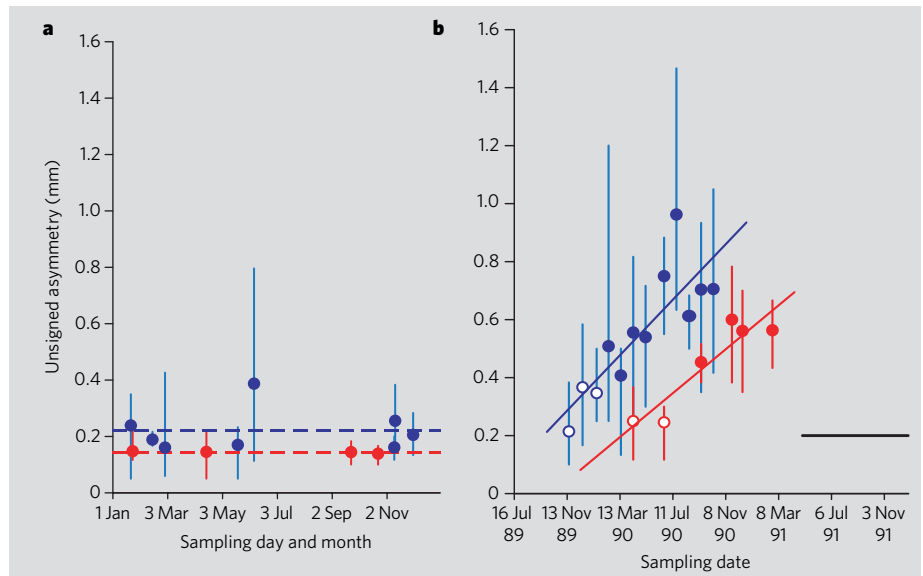 a
b
1.6
1.4
1.2
1.0
0.8
0.6
0.4
0.2
0
Unsigned asymmetry (mm)
1 Jan 3 Mar 3 May 3 Jul 2 Sep 2 Nov
Sampling day and month
1.6
1.4
1.2
1.0
0.8
0.6
0.4
0.2
0
16 Jul 13 Nov 13 Mar 11 Jul 8 Nov 8 Mar 6 Jul 3 Nov
89 89 90 90 90 91 91 91
Sampling date